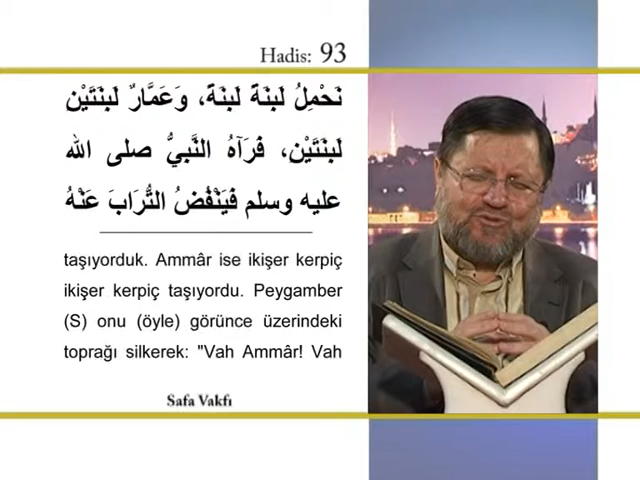 Hadis: 93
نَحْمِلُ لَبِنَةً لَبِنَةً، وَعَمَّارٌ لَبِنَتَيْنِ
لَبِنَتَيْنِ، فَرَآهُ النَّبِيُّ صلى الله
عليه وسلم فَيَنْفُضُ التُّرَابَ عَنْهُ
taşıyorduk. Ammâr ise ikişer kerpiç
ikişer kerpiç taşıyordu. Peygamber
(S) onu (öyle) görünce üzerindeki
toprağı silkerek: "Vah Ammâr! Vah
Safa Vakfı